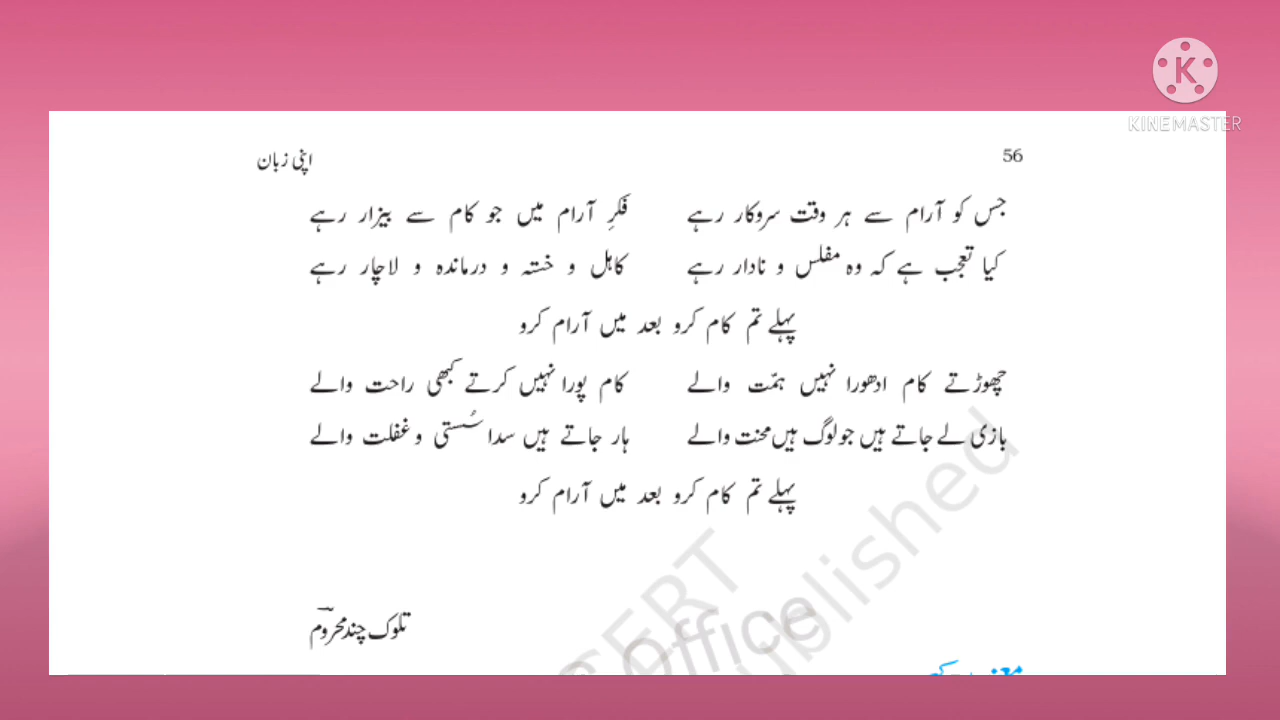 KINEMASTER
56 اپنی زبان
جس کو آرام سے ہر وقت سروکار رہے فکرِ آرام میں جو کام سے بیزار رہے
کیا تعجب ہے کہ وہ مفلس و نادار رہے کاہل و خستہ و درماندہ و لاچار رہے
پہلے تم کام کرو بعد میں آرام کرو
چھوڑتے کام ادھورا نہیں ہمّت والے کام پورا نہیں کرتے کبھی راحت والے
بازی لے جاتے ہیں جو لوگ ہیں محنت والے ہار جاتے ہیں سدا سُستی و غفلت والے
پہلے تم کام کرو بعد میں آرام کرو
تلوک چند محروم
office